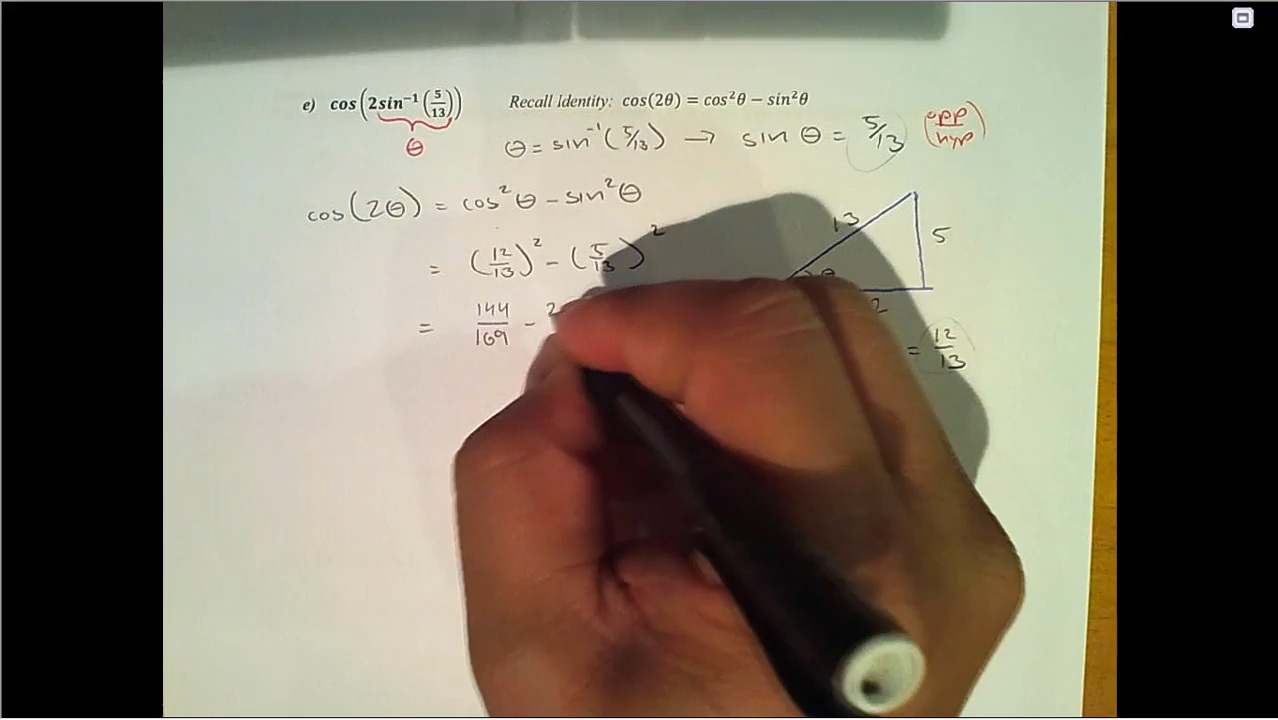 e) cos(2sin⁻¹(5/13)) Recall Identity: cos(2θ) = cos²θ − sin²θ
θ θ = sin⁻¹(5/13) → sin θ = 5/13 (opp/hyp)
cos(2θ) = cos²θ − sin²θ
= (12/13)² − (5/13)²
13 5
θ
= 144/169 − 2
= 12/13